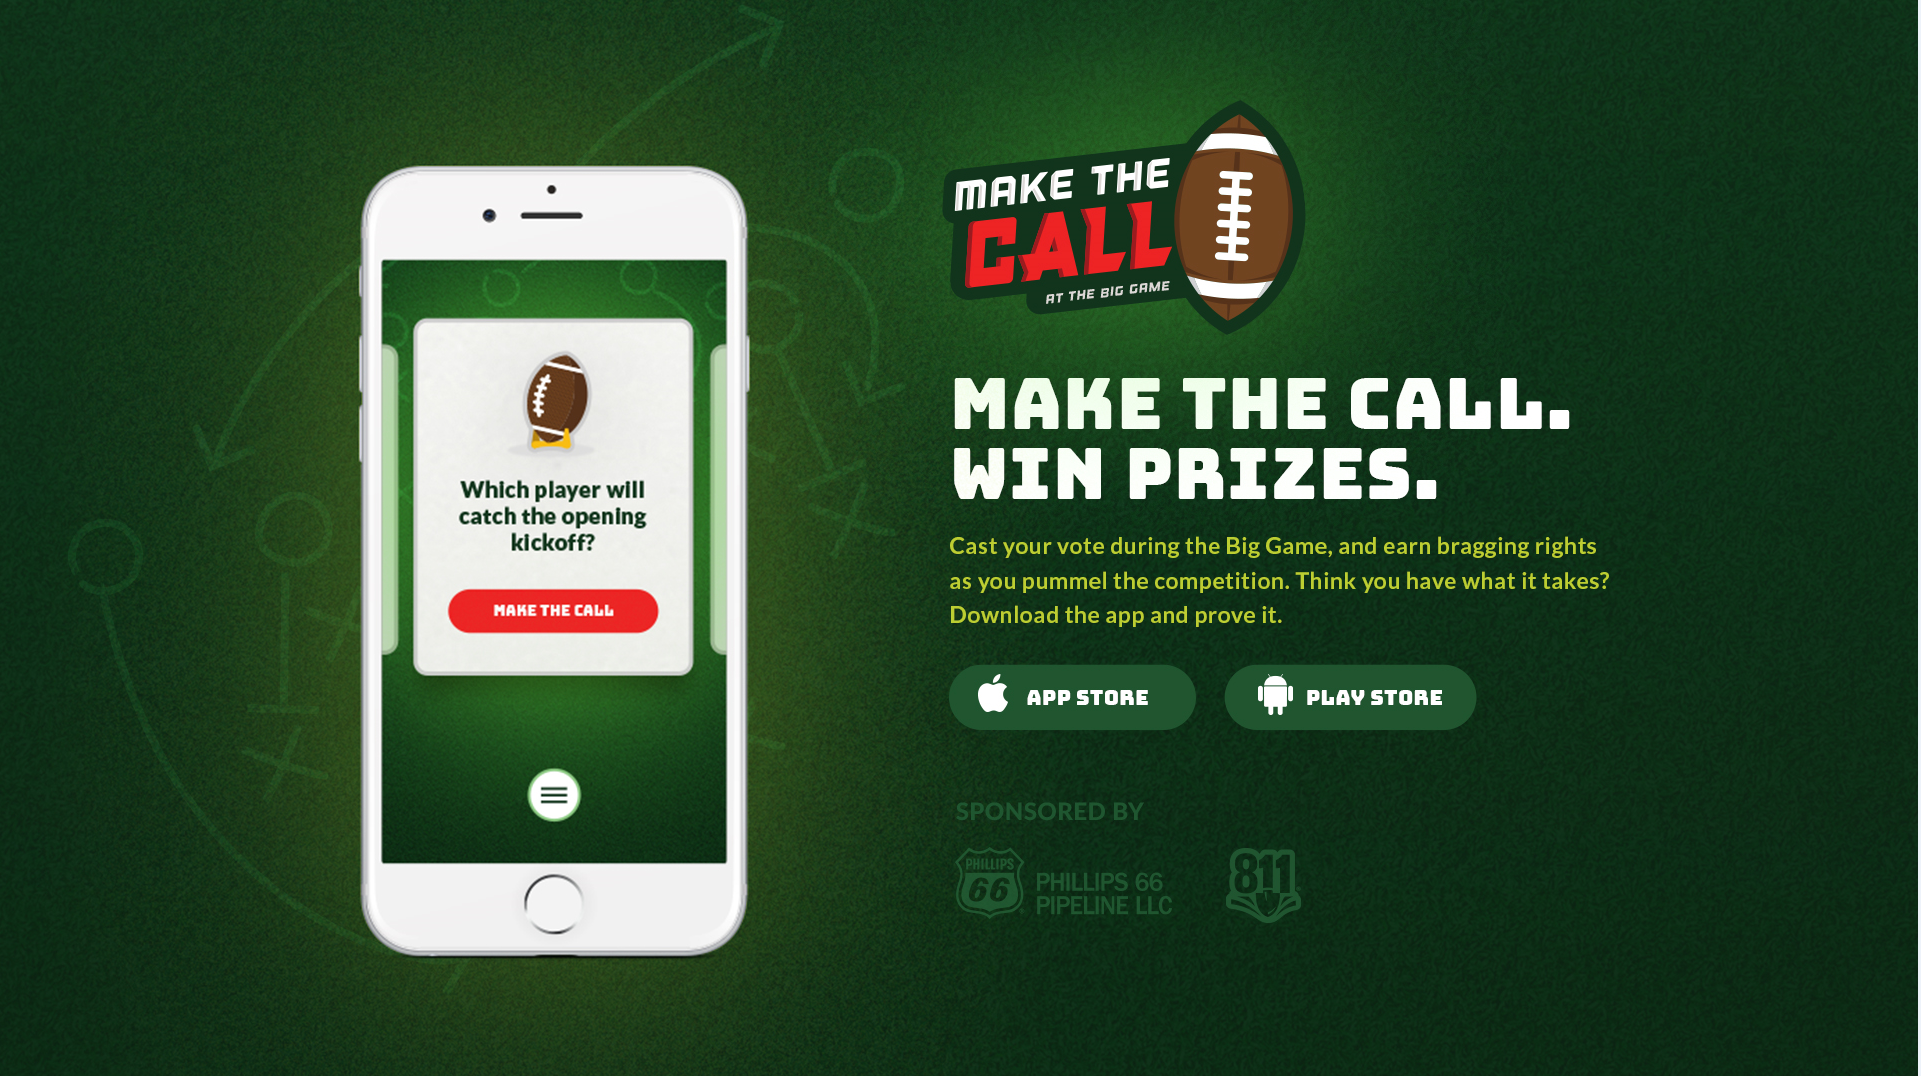 MAKE THE
CALL
AT THE BIG GAME
Which player will
catch the opening
kickoff?
MAKE THE CALL
MAKE THE CALL.
WIN PRIZES.
Cast your vote during the Big Game, and earn bragging rights
as you pummel the competition. Think you have what it takes?
Download the app and prove it.
APP STORE
PLAY STORE
SPONSORED BY
PHILLIPS
66
PHILLIPS 66
PIPELINE LLC
811